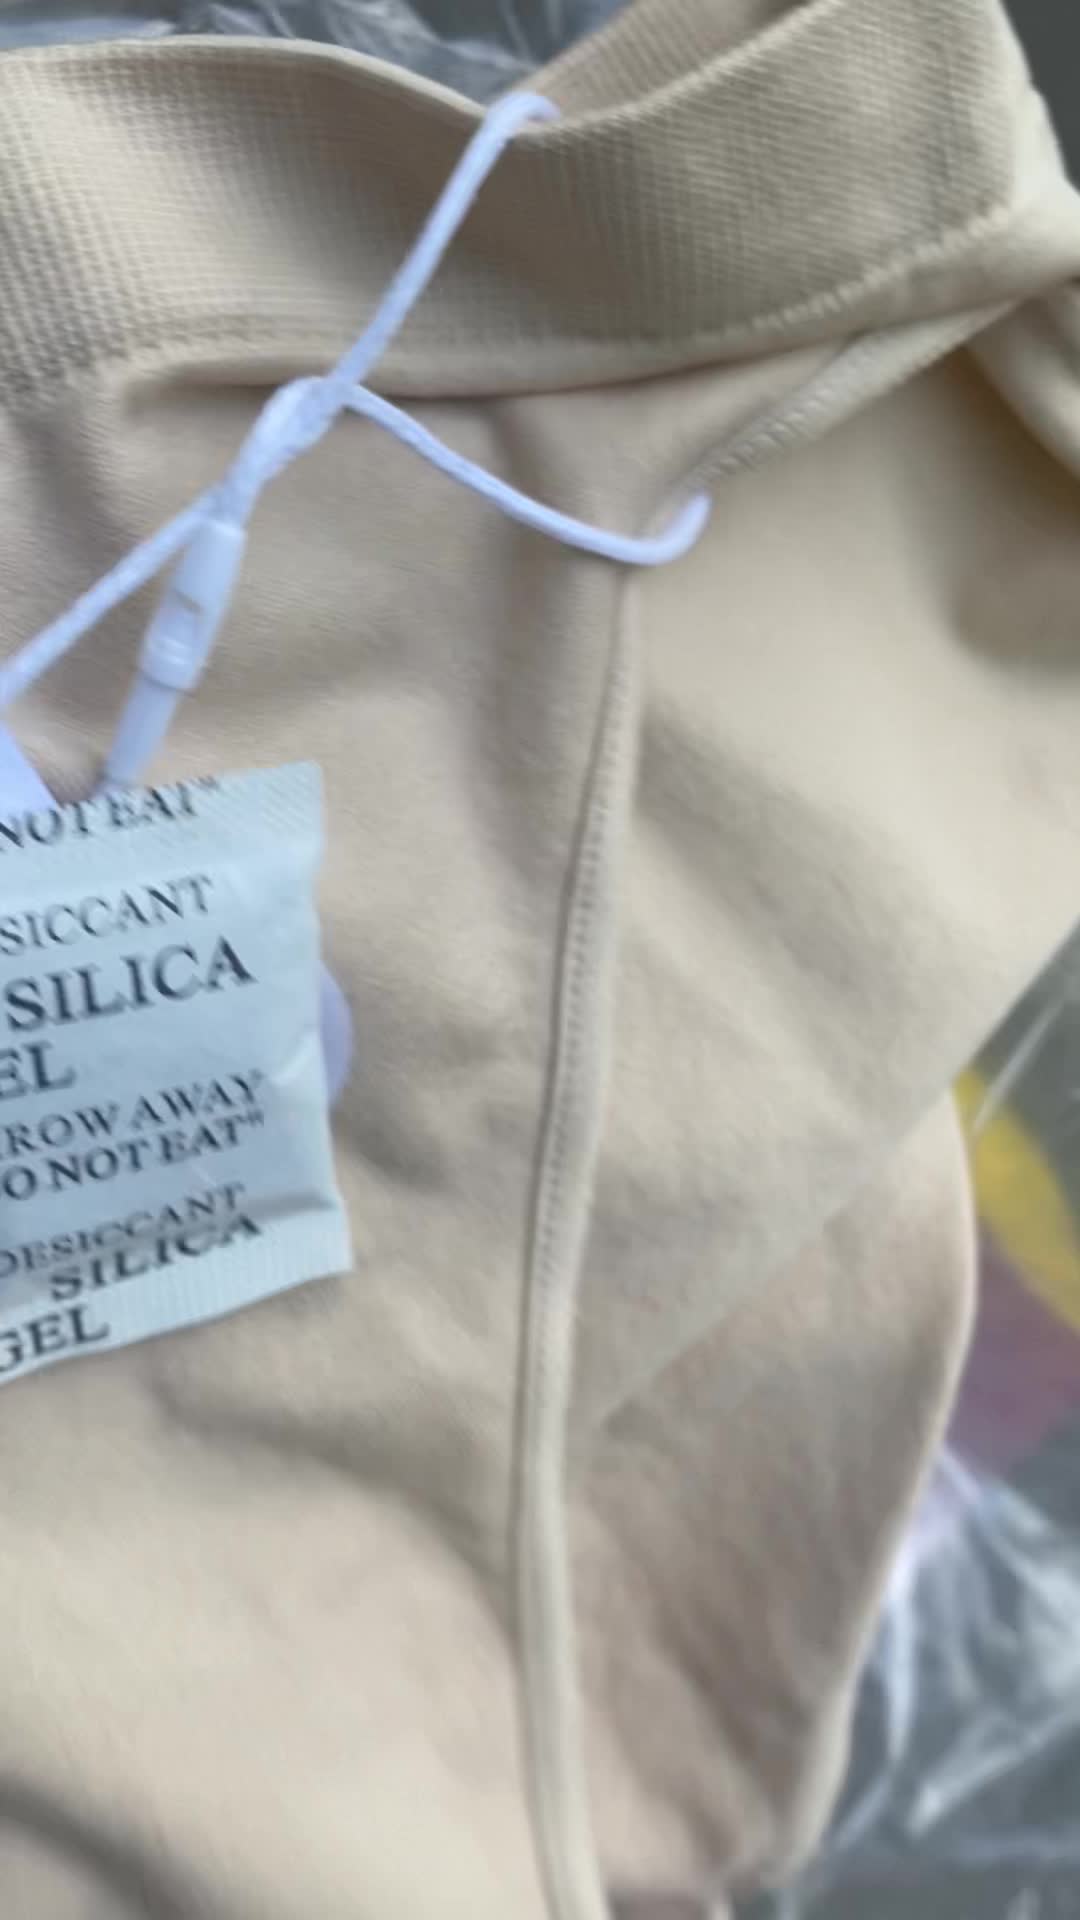 NOT EAT"
SICCANT
SILICA
EL
ROW AWAY
O NOT EAT"
DESICCANT
SILICA
GEL